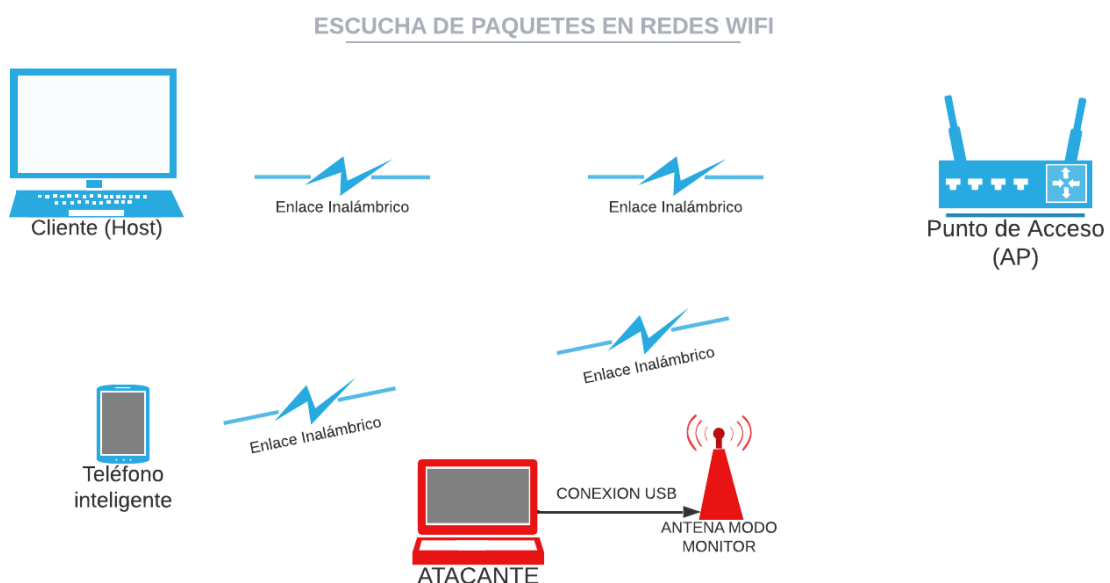 ESCUCHA DE PAQUETES EN REDES WIFI
Enlace Inalámbrico
Enlace Inalámbrico
Cliente (Host)
Punto de Acceso
(AP)
Enlace Inalámbrico
Enlace Inalámbrico
Teléfono
inteligente
CONEXION USB
ANTENA MODO
MONITOR
ATACANTE